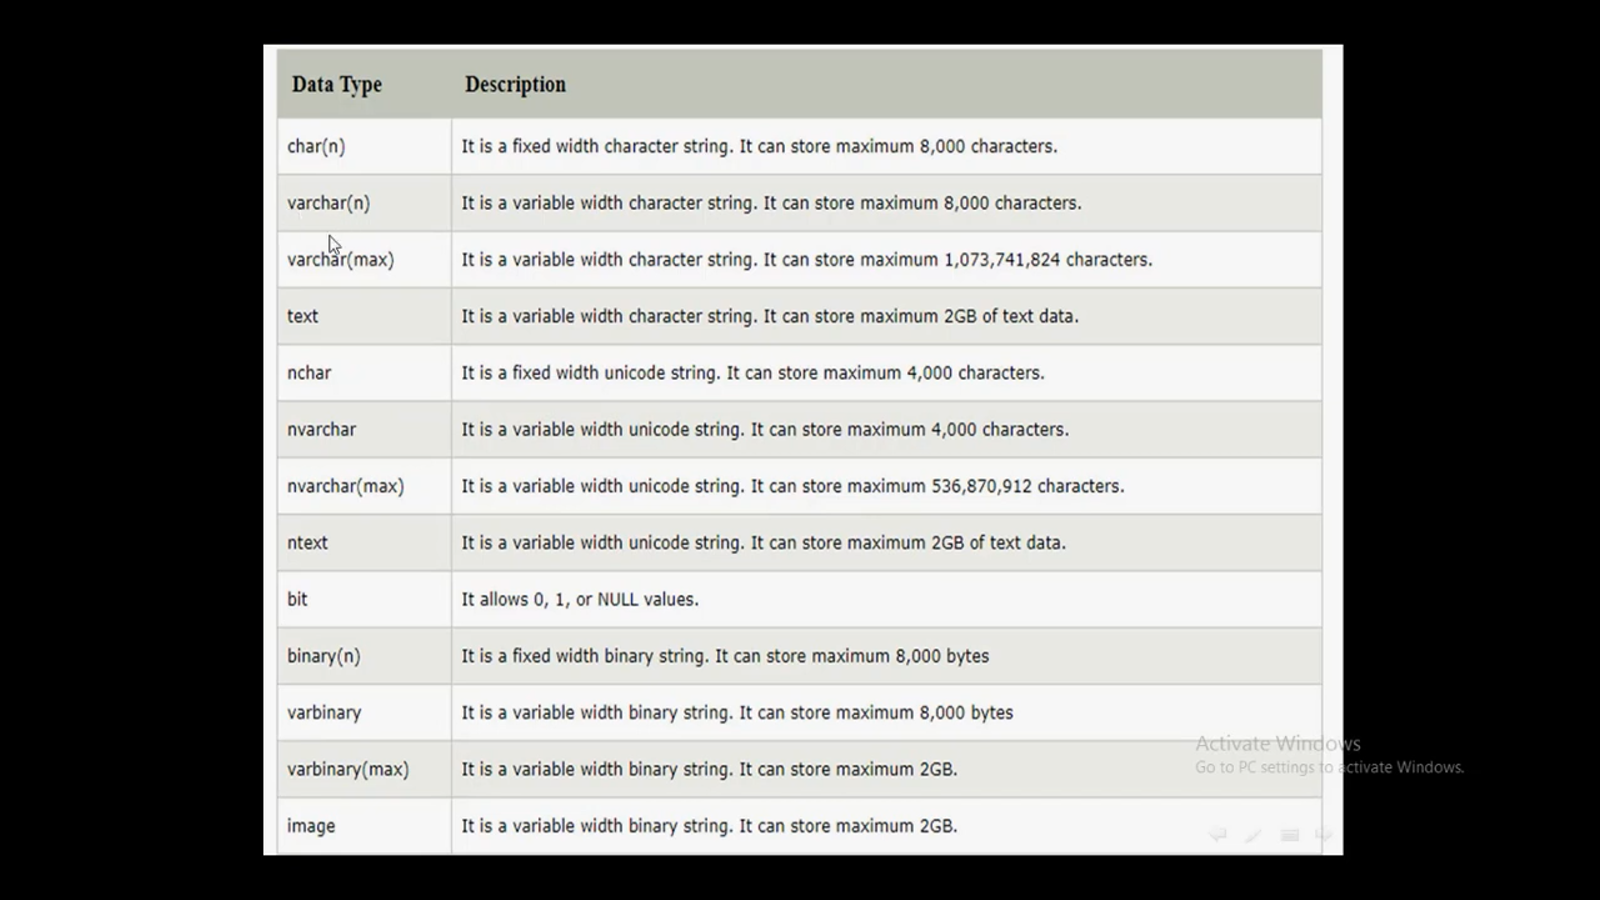 Data Type Description
char(n) It is a fixed width character string. It can store maximum 8,000 characters.
varchar(n) It is a variable width character string. It can store maximum 8,000 characters.
varchar(max) It is a variable width character string. It can store maximum 1,073,741,824 characters.
text It is a variable width character string. It can store maximum 2GB of text data.
nchar It is a fixed width unicode string. It can store maximum 4,000 characters.
nvarchar It is a variable width unicode string. It can store maximum 4,000 characters.
nvarchar(max) It is a variable width unicode string. It can store maximum 536,870,912 characters.
ntext It is a variable width unicode string. It can store maximum 2GB of text data.
bit It allows 0, 1, or NULL values.
binary(n) It is a fixed width binary string. It can store maximum 8,000 bytes
varbinary It is a variable width binary string. It can store maximum 8,000 bytes
varbinary(max) It is a variable width binary string. It can store maximum 2GB.
image It is a variable width binary string. It can store maximum 2GB.
Activate Windows
Go to PC settings to activate Windows.